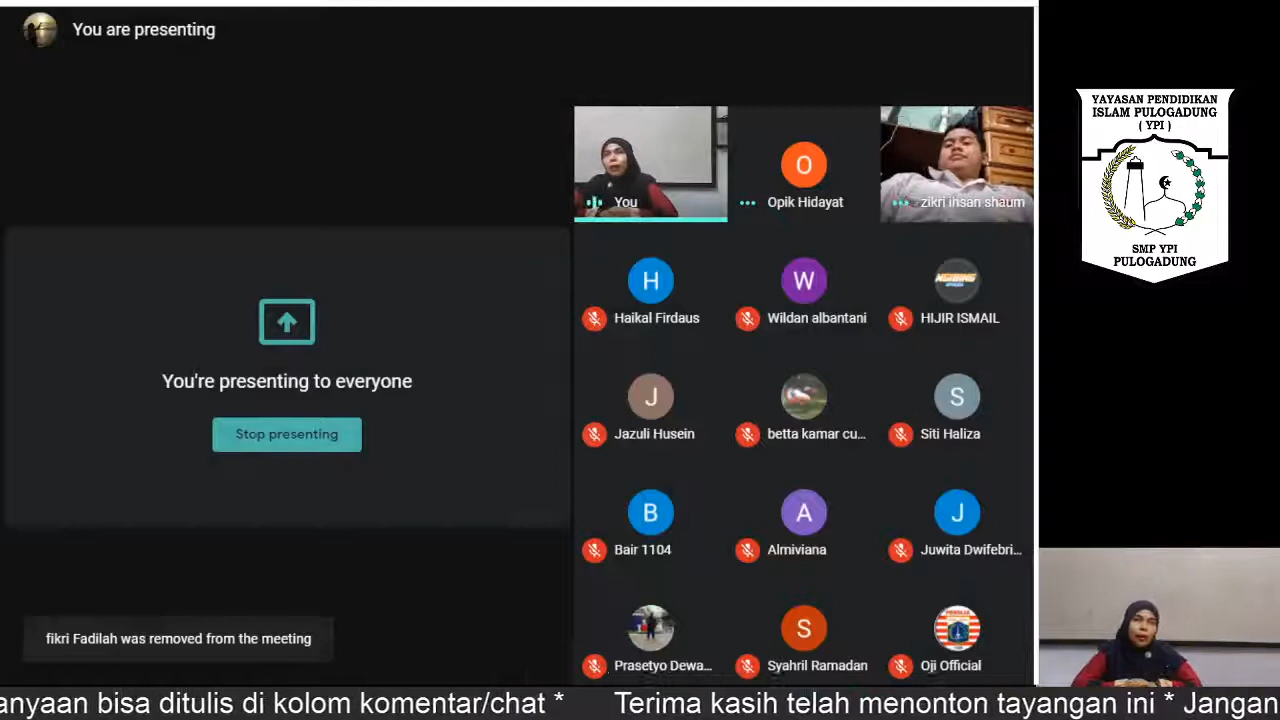 You are presenting
You
Opik Hidayat
zikri ihsan shaum
O
H
W
Haikal Firdaus
Wildan albantani
HIJIR ISMAIL
You're presenting to everyone
Stop presenting
J
S
Jazuli Husein
betta kamar cu...
Siti Haliza
B
A
J
Bair 1104
Almiviana
Juwita Dwifebri...
fikri Fadilah was removed from the meeting
S
Prasetyo Dewa...
Syahril Ramadan
Oji Official
YAYASAN PENDIDIKAN
ISLAM PULOGADUNG
( YPI )
SMP YPI
PULOGADUNG
anyaan bisa ditulis di kolom komentar/chat * Terima kasih telah menonton tayangan ini * Jangan